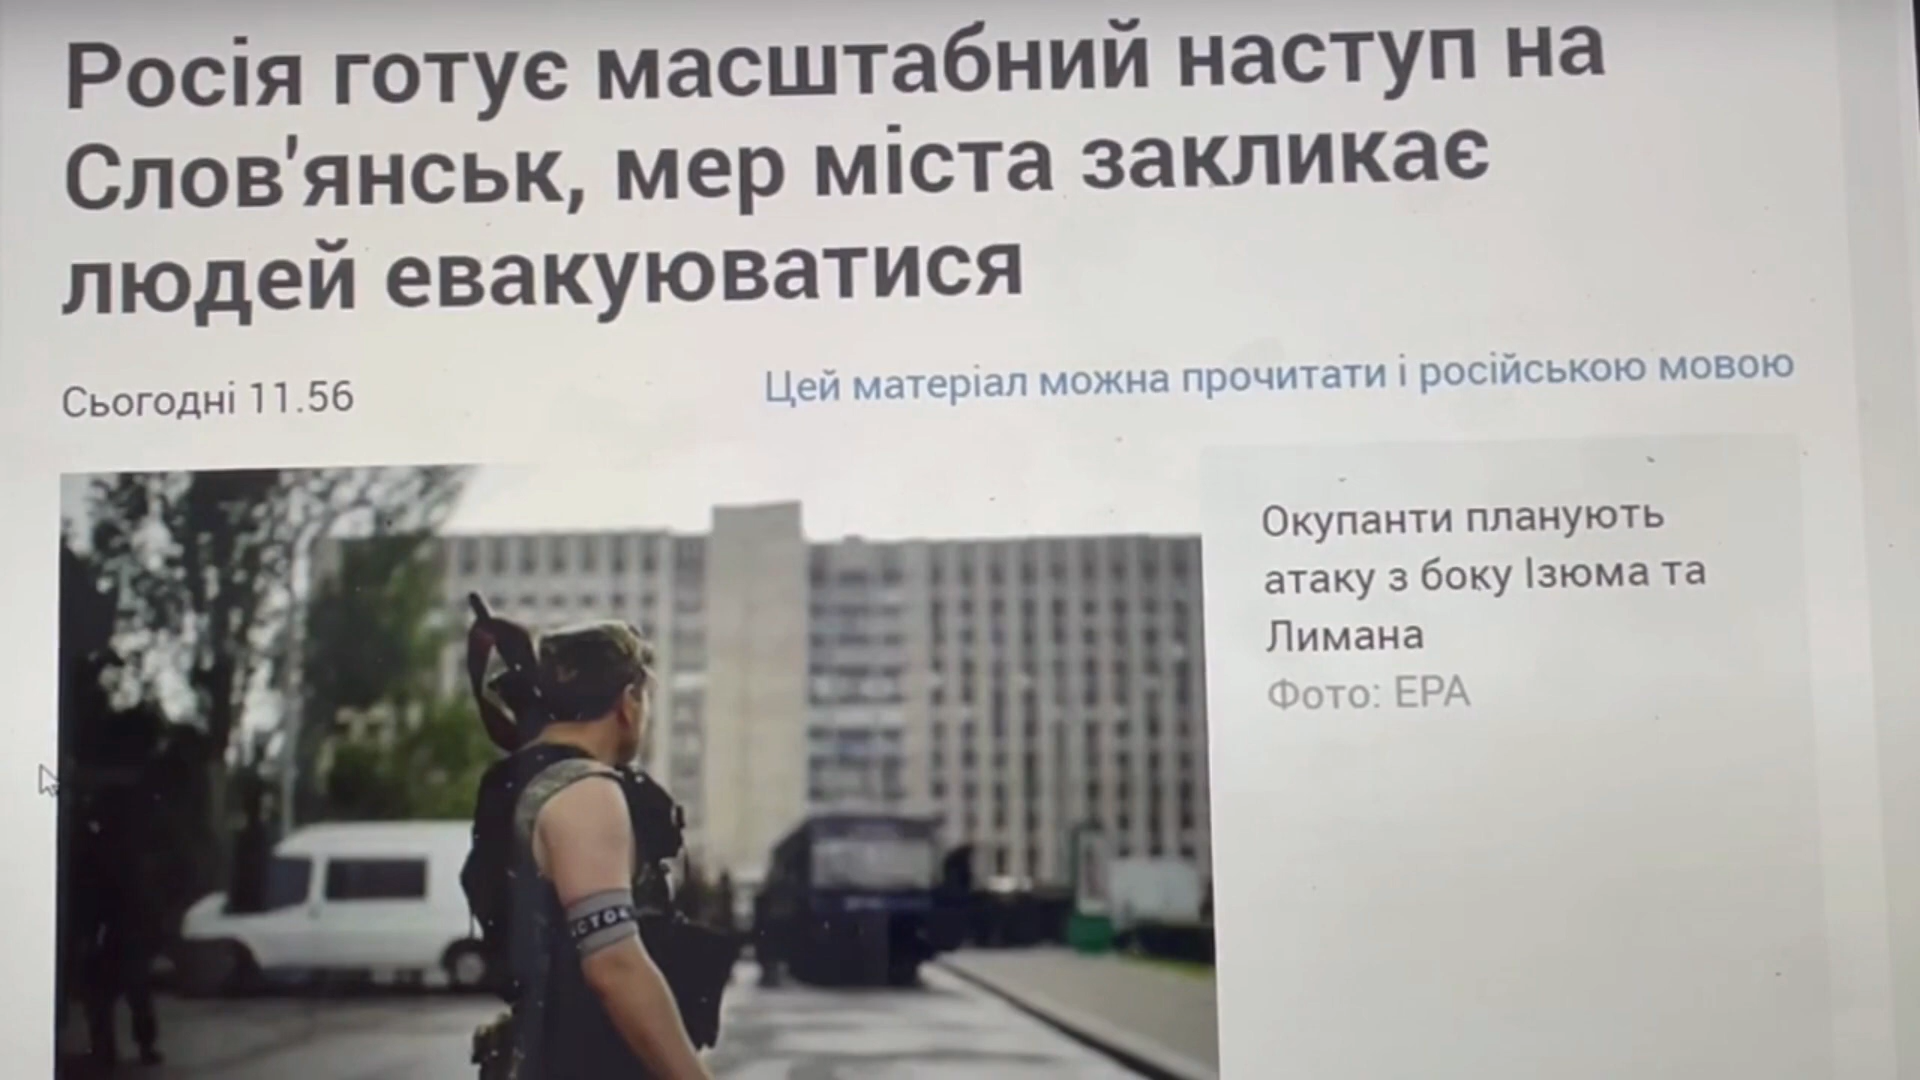 Росія готує масштабний наступ на
Слов'янськ, мер міста закликає
людей евакуюватися
Сьогодні 11.56
Цей матеріал можна прочитати і російською мовою
Окупанти планують
атаку з боку Ізюма та
Лимана
Фото: EPA